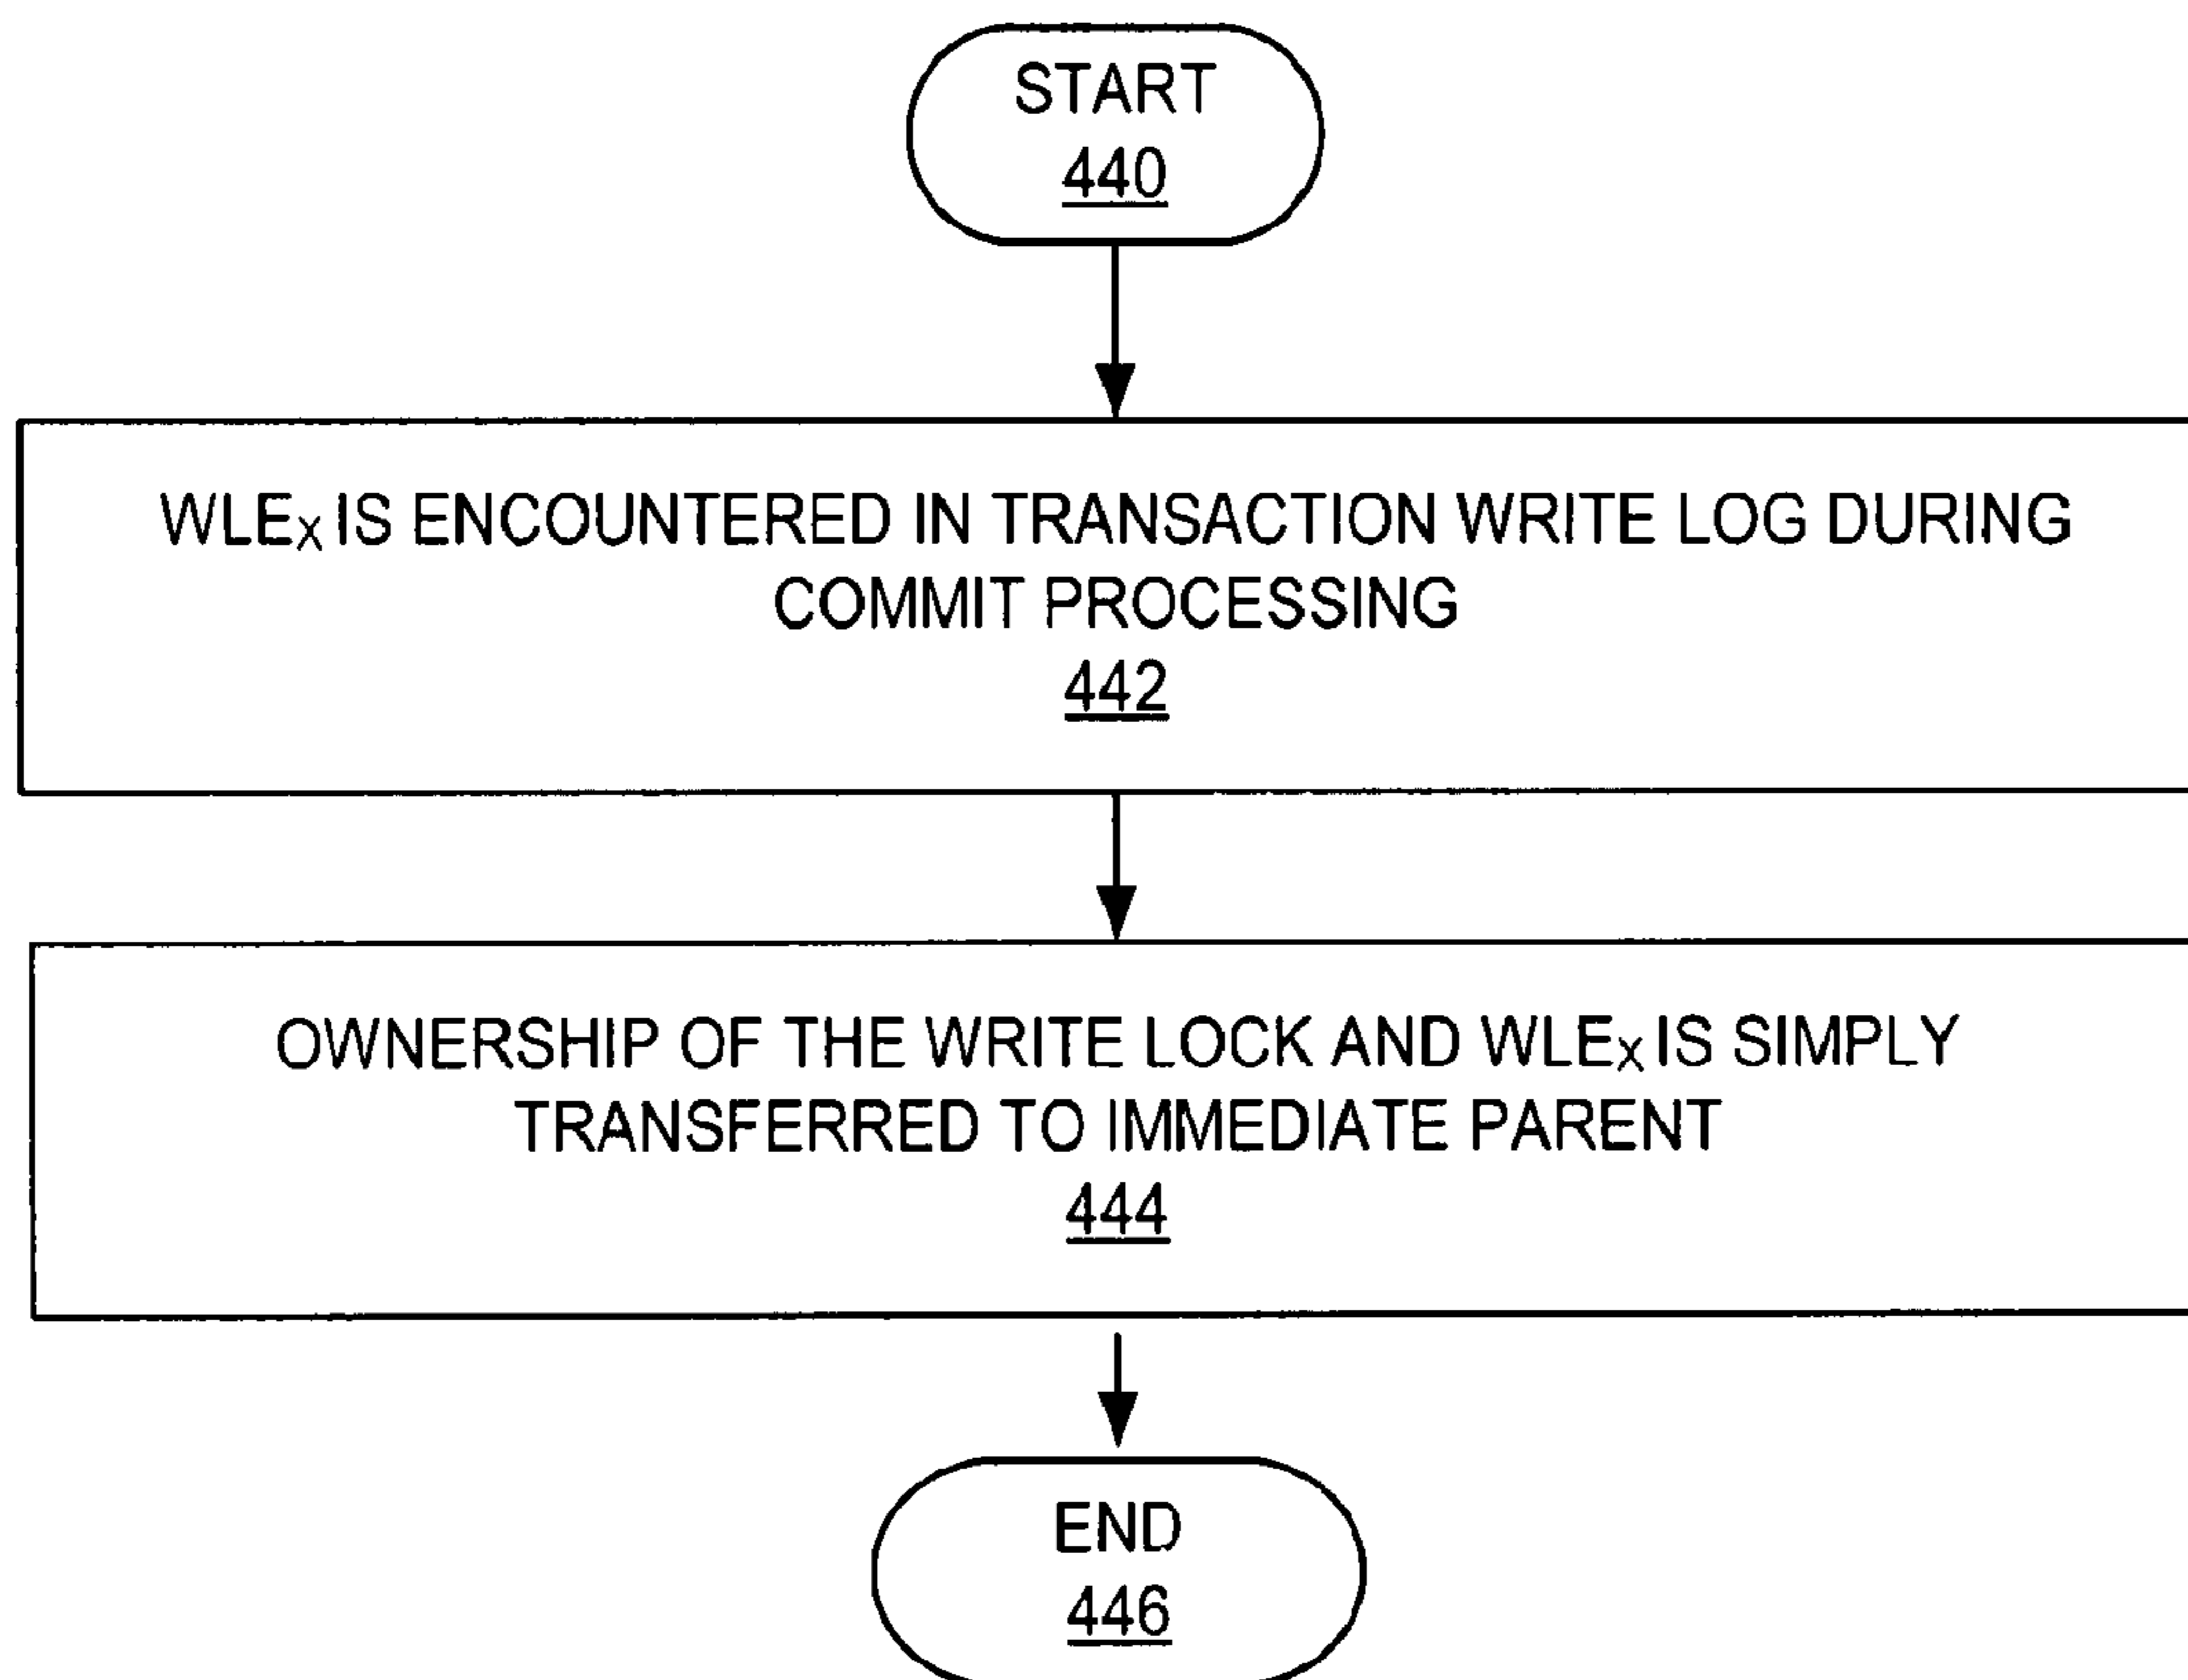 START
440
WLEX IS ENCOUNTERED IN TRANSACTION WRITE LOG DURING
COMMIT PROCESSING
442
OWNERSHIP OF THE WRITE LOCK AND WLEX IS SIMPLY
TRANSFERRED TO IMMEDIATE PARENT
444
END
446